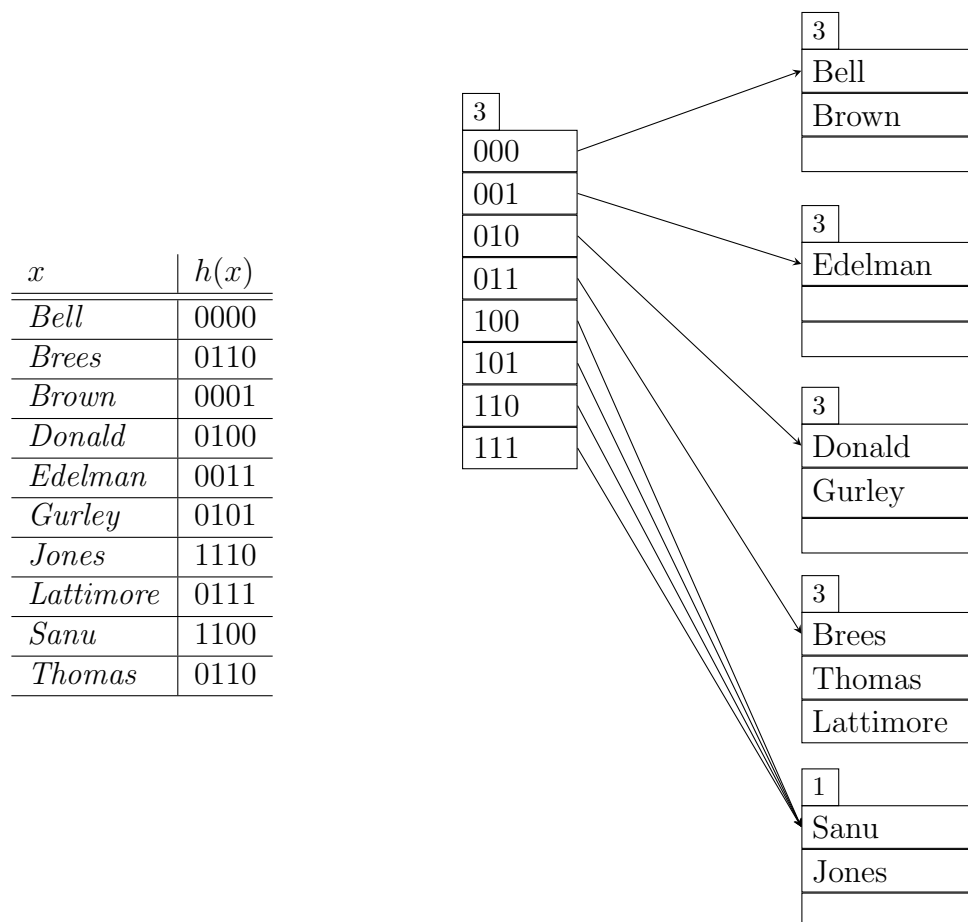 x h(x)
Bell 0000
Brees 0110
Brown 0001
Donald 0100
Edelman 0011
Gurley 0101
Jones 1110
Lattimore 0111
Sanu 1100
Thomas 0110
3
000
001
010
011
100
101
110
111
3
Bell
Brown
3
Edelman
3
Donald
Gurley
3
Brees
Thomas
Lattimore
1
Sanu
Jones